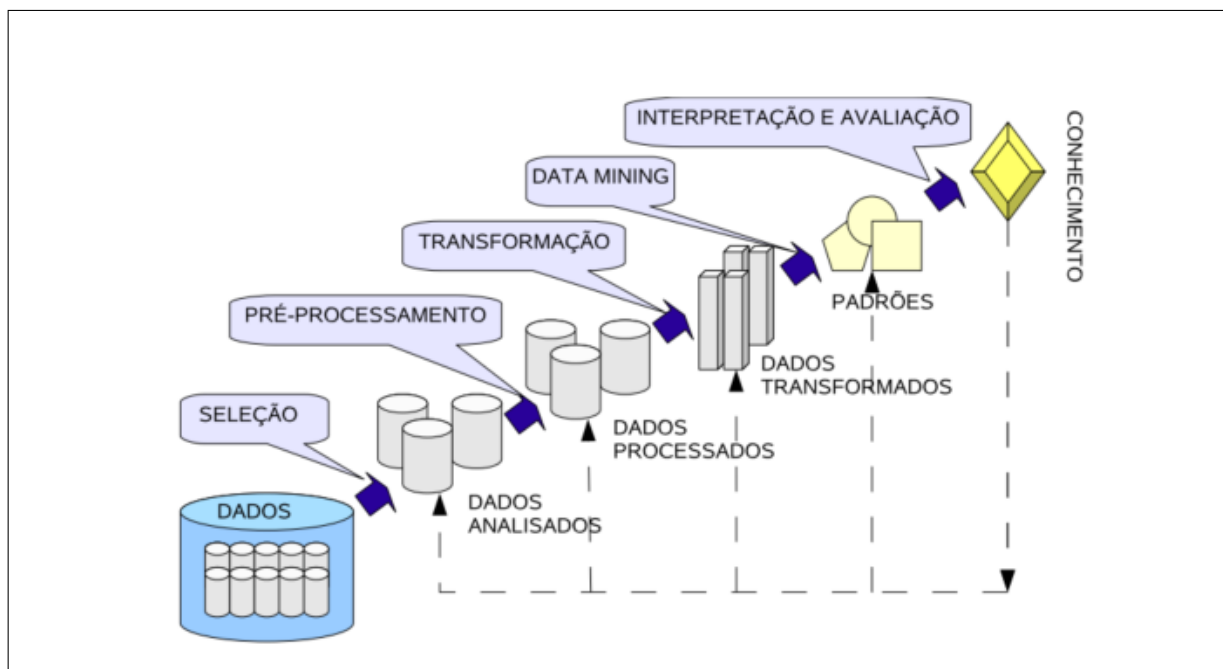 INTERPRETAÇÃO E AVALIAÇÃO
CONHECIMENTO
DATA MINING
TRANSFORMAÇÃO
PADRÕES
PRÉ-PROCESSAMENTO
DADOS
TRANSFORMADOS
SELEÇÃO
DADOS
PROCESSADOS
DADOS
ANALISADOS
DADOS